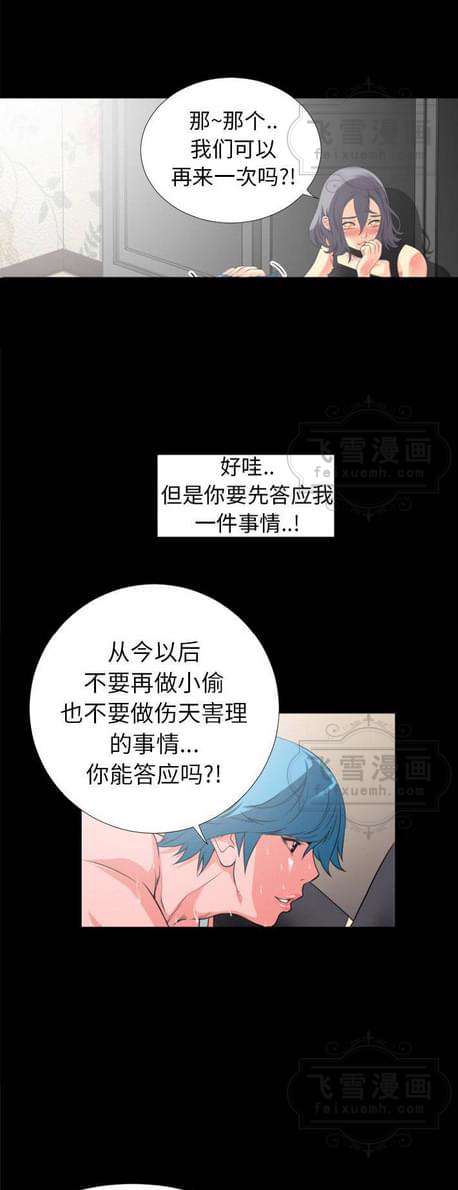 那~那个..
我们可以
再来一次吗?!
飞雪漫画
feixuemh.com
好哇..
但是你要先答应我
一件事情..!
飞雪漫画
feixuemh.com
从今以后
不要再做小偷
也不要做伤天害理
的事情...
你能答应吗?!
飞雪漫画
feixuemh.com
飞雪漫画
feixuemh.com